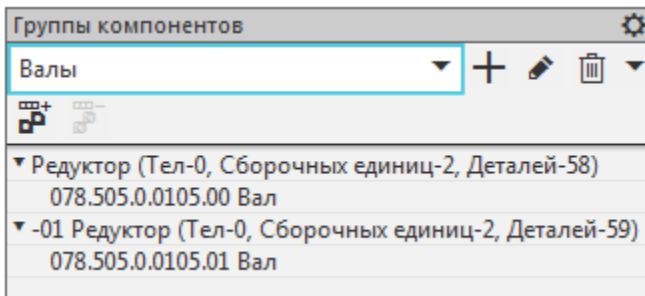 Группы компонентов
Валы
Редуктор (Тел-0, Сборочных единиц-2, Деталей-58)
078.505.0.0105.00 Вал
-01 Редуктор (Тел-0, Сборочных единиц-2, Деталей-59)
078.505.0.0105.01 Вал